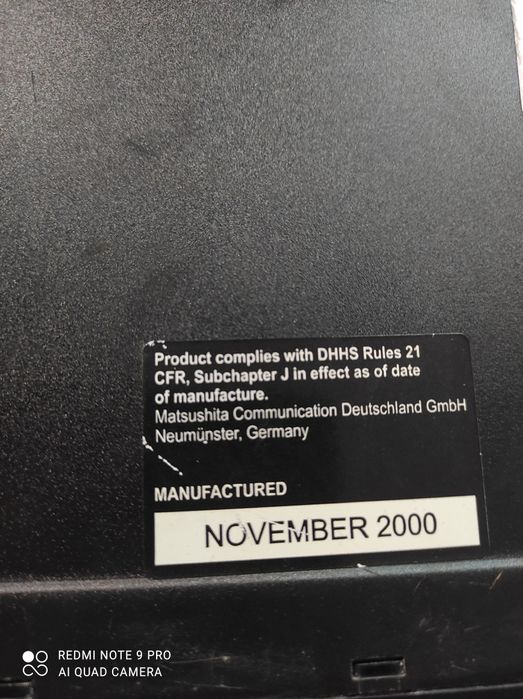 Product complies with DHHS Rules 21
CFR, Subchapter J in effect as of date
of manufacture.
Matsushita Communication Deutschland GmbH
Neumünster, Germany
MANUFACTURED
NOVEMBER 2000
REDMI NOTE 9 PRO
AI QUAD CAMERA